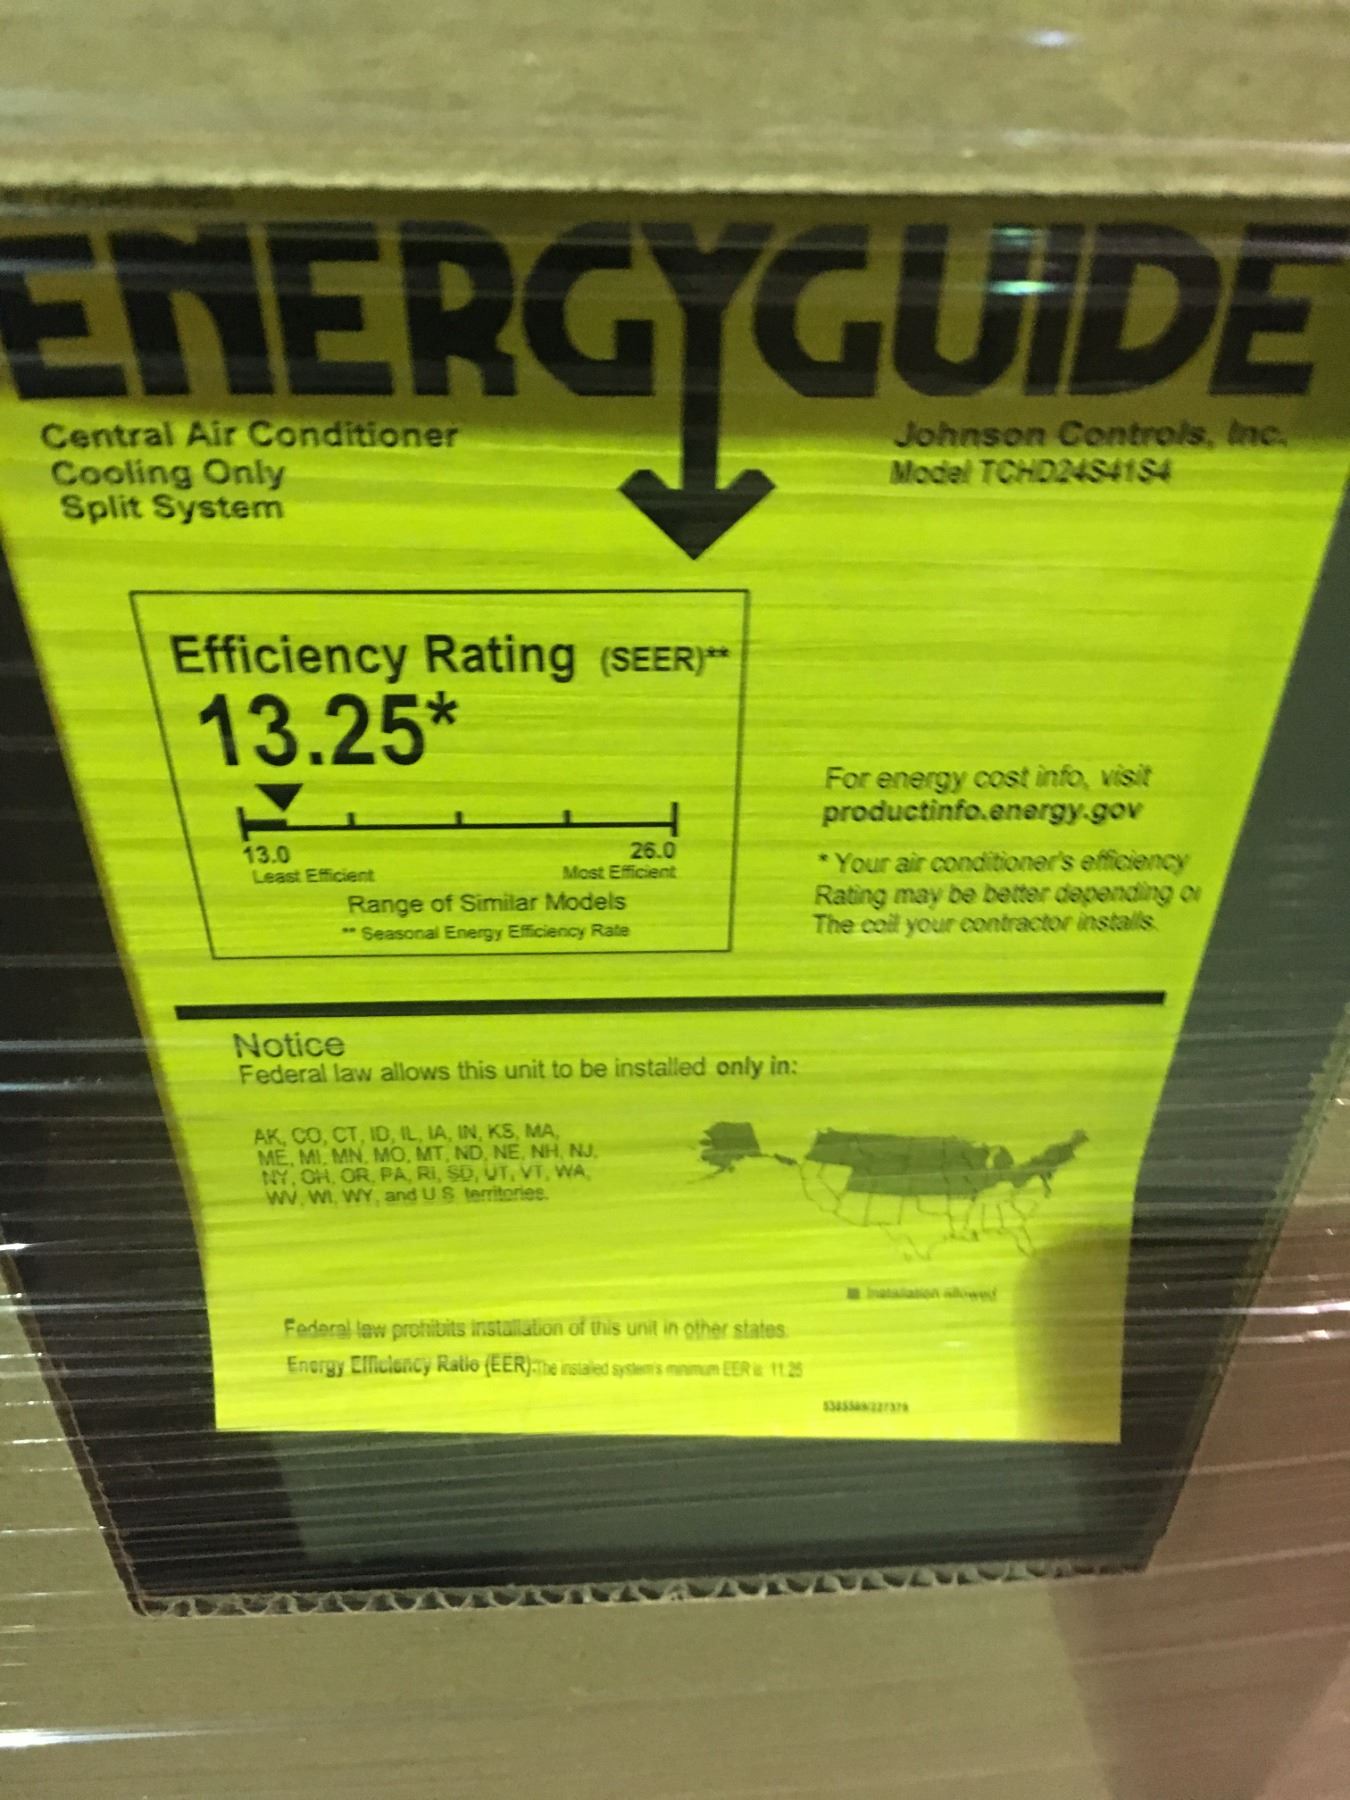 ENERGYGUIDE
Central Air Conditioner
Cooling Only
Split System
Johnson Controls, Inc.
Model TCHD24S41S4
Efficiency Rating (SEER)**
13.25*
13.0
26.0
Least Efficient
Most Efficient
Range of Similar Models
** Seasonal Energy Efficiency Rate
For energy cost info, visit
productinfo.energy.gov
* Your air conditioner's efficiency
Rating may be better depending
The coil your contractor installs.
Notice
Federal law allows this unit to be installed only in:
AK, CO, CT, ID, IL, IA, IN, KS, MA,
ME, MI, MN, MO, MT, ND, NE, NH, NJ,
NY, OH, OR, PA, RI, SD, UT, VT, WA,
WV, WI, WY, and U.S. territories.
Installation allowed
Federal law prohibits installation of this unit in other states.
Energy Efficiency Ratio (EER):The installed system's minimum EER is: 11.25